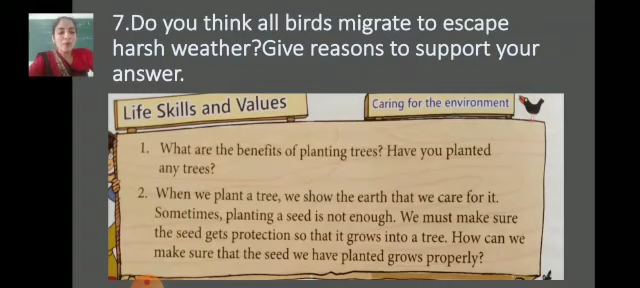 7.Do you think all birds migrate to escape
harsh weather?Give reasons to support your
answer.
Life Skills and Values
Caring for the environment
1. What are the benefits of planting trees? Have you planted
any trees?
2. When we plant a tree, we show the earth that we care for it.
Sometimes, planting a seed is not enough. We must make sure
the seed gets protection so that it grows into a tree. How can we
make sure that the seed we have planted grows properly?